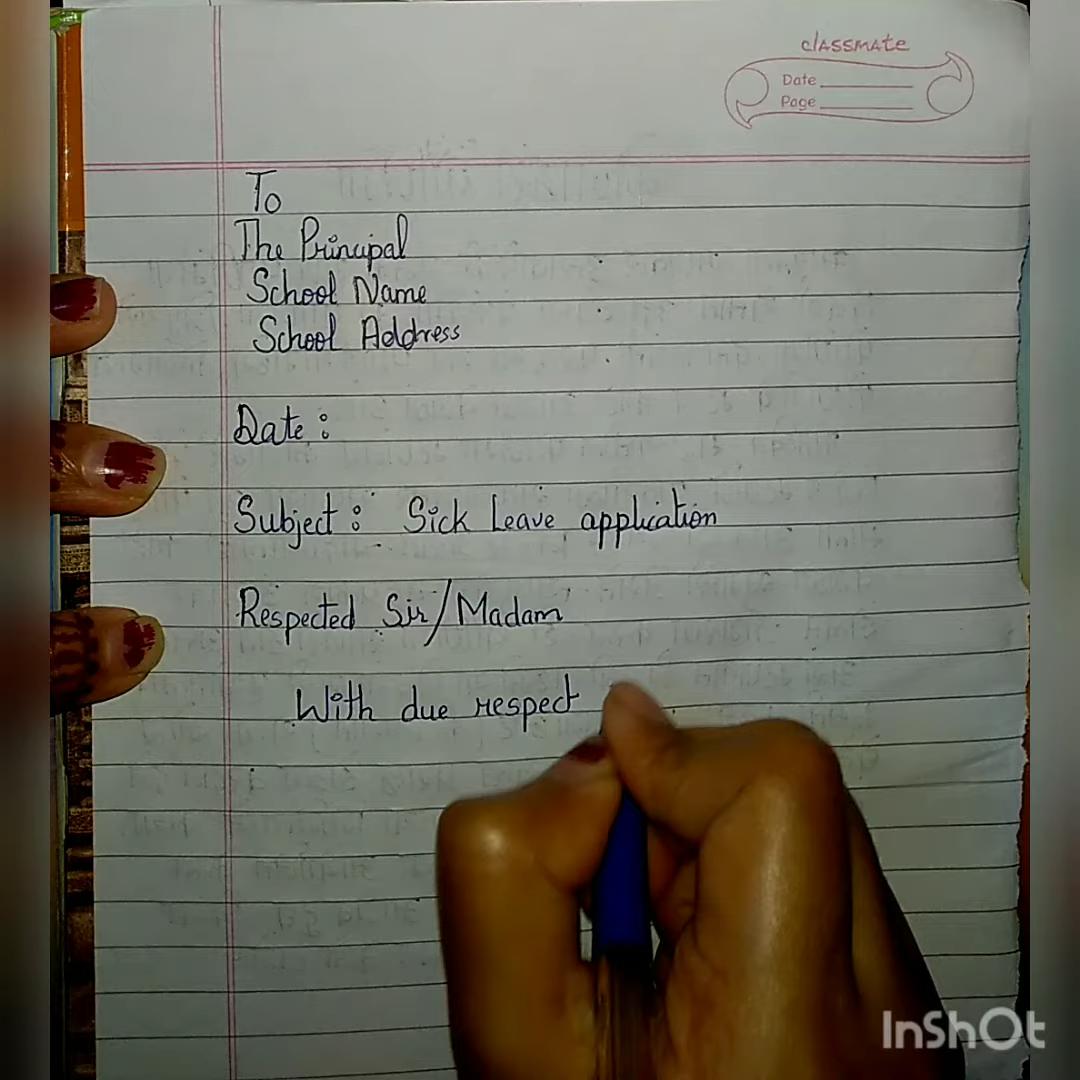 classmate
Date
Page
To
The Principal
School Name
School Address
Date :
Subject : Sick Leave application
Respected Sir/Madam
With due respect
InShOt